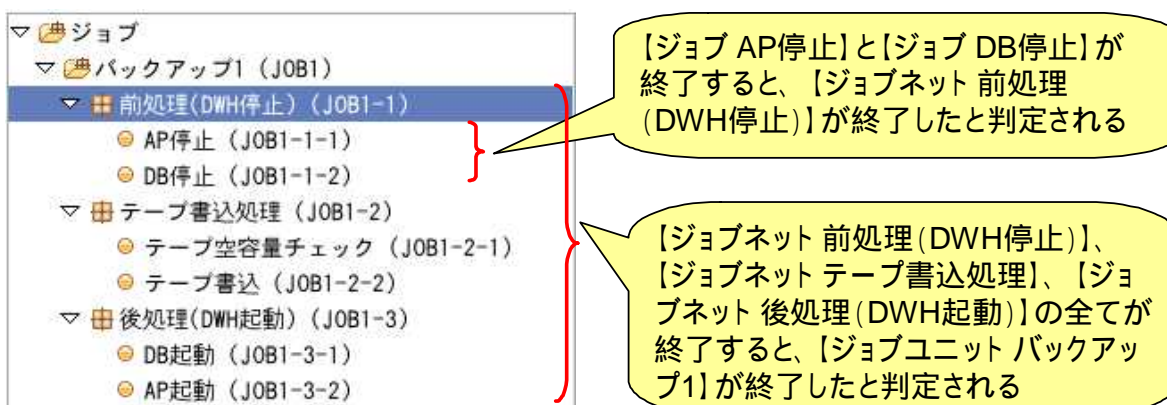 ジョブ
バックアップ1 (JOB1)
前処理(DWH停止) (JOB1-1)
AP停止 (JOB1-1-1)
DB停止 (JOB1-1-2)
テープ書込処理 (JOB1-2)
テープ空容量チェック (JOB1-2-1)
テープ書込 (JOB1-2-2)
後処理(DWH起動) (JOB1-3)
DB起動 (JOB1-3-1)
AP起動 (JOB1-3-2)
【ジョブ AP停止】と【ジョブ DB停止】が
終了すると、【ジョブネット 前処理
(DWH停止)】が終了したと判定される
【ジョブネット 前処理(DWH停止)】、
【ジョブネット テープ書込処理】、【ジョ
ブネット 後処理(DWH起動)】の全てが
終了すると、【ジョブユニット バックアッ
プ1】が終了したと判定される